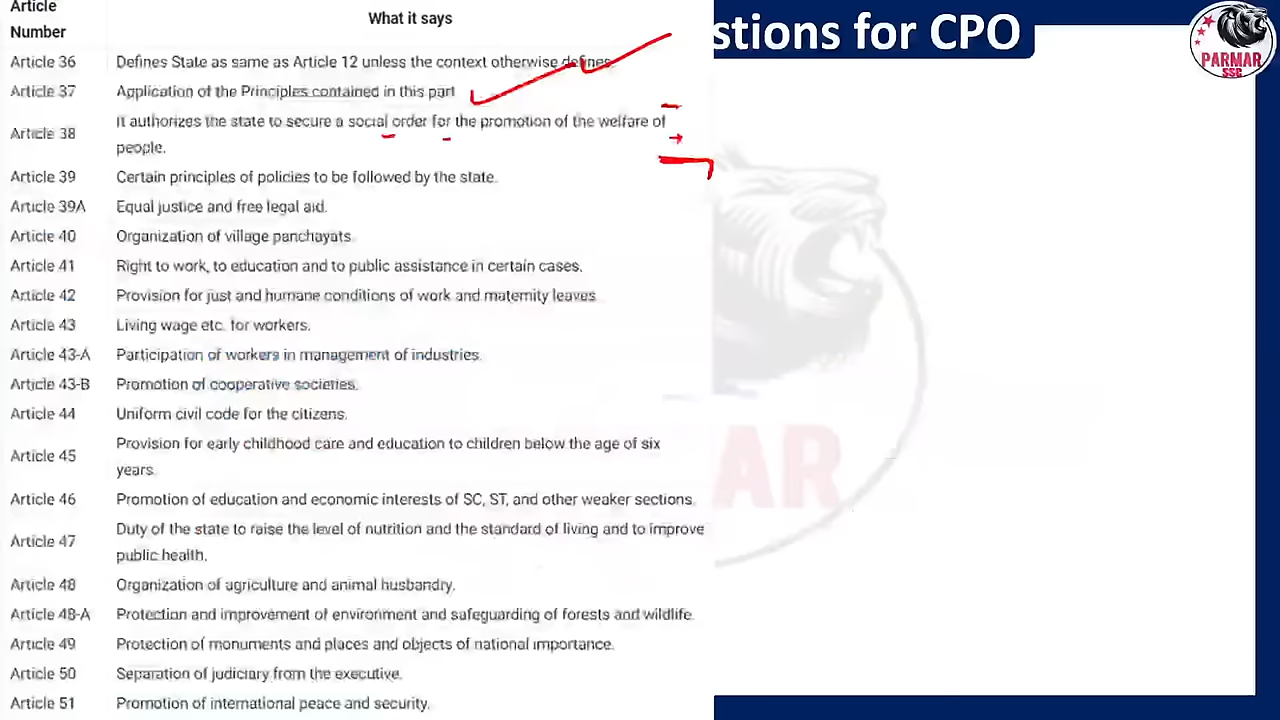 Article
Number
What it says
stions for CPO
PARMAR
SSC
Article 36 Defines State as same as Article 12 unless the context otherwise defines.
Article 37 Application of the Principles contained in this part
Article 38 It authorizes the state to secure a social order for the promotion of the welfare of
people.
Article 39 Certain principles of policies to be followed by the state.
Article 39A Equal justice and free legal aid.
Article 40 Organization of village panchayats.
Article 41 Right to work, to education and to public assistance in certain cases.
Article 42 Provision for just and humane conditions of work and maternity leaves.
Article 43 Living wage etc. for workers.
Article 43-A Participation of workers in management of industries.
Article 43-B Promotion of cooperative societies.
Article 44 Uniform civil code for the citizens.
Article 45 Provision for early childhood care and education to children below the age of six
years.
Article 46 Promotion of education and economic interests of SC, ST, and other weaker sections.
Article 47 Duty of the state to raise the level of nutrition and the standard of living and to improve
public health.
Article 48 Organization of agriculture and animal husbandry.
Article 48-A Protection and improvement of environment and safeguarding of forests and wildlife.
Article 49 Protection of monuments and places and objects of national importance.
Article 50 Separation of judiciary from the executive.
Article 51 Promotion of international peace and security.
MAR